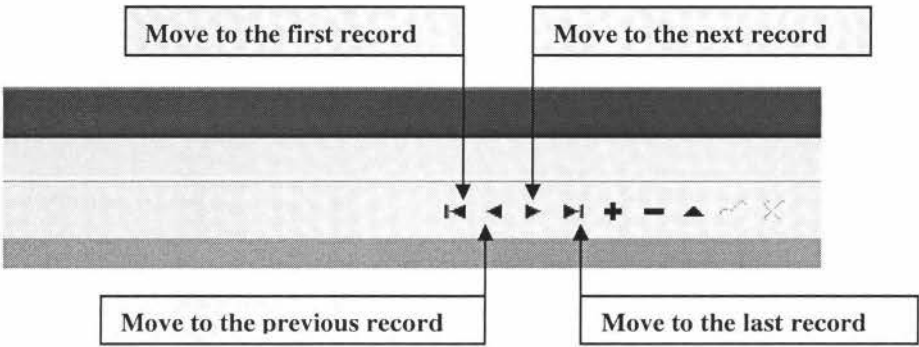 Move to the first record
Move to the next record
Move to the previous record
Move to the last record